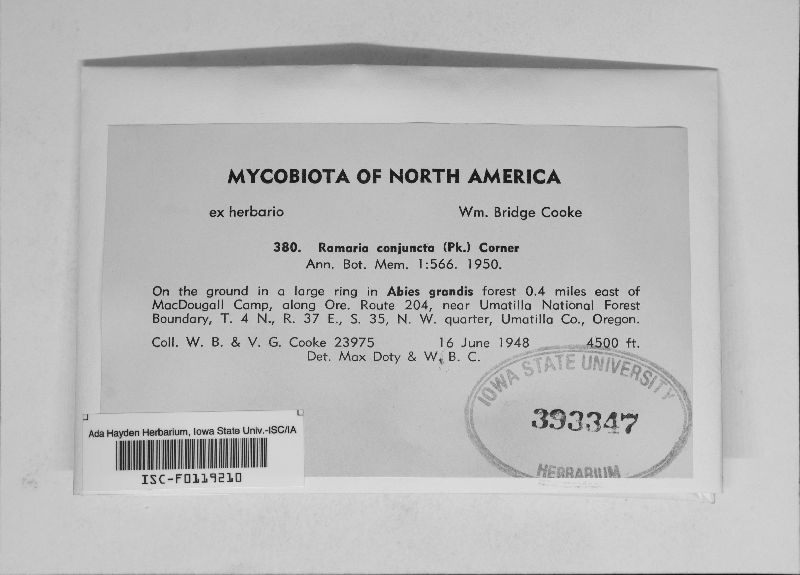 MYCOBIOTA OF NORTH AMERICA
ex herbario Wm. Bridge Cooke
380. Ramaria conjuncta (Pk.) Corner
Ann. Bot. Mem. 1:566. 1950.
On the ground in a large ring in Abies grandis forest 0.4 miles east of
MacDougall Camp, along Ore. Route 204, near Umatilla National Forest
Boundary, T. 4 N., R. 37 E., S. 35, N. W. quarter, Umatilla Co., Oregon.
Coll. W. B. & V. G. Cooke 23975 16 June 1948 4500 ft.
Det. Max Doty & W. B. C.
IOWA STATE UNIVERSITY
393347
HERBARIUM
Ada Hayden Herbarium, Iowa State Univ.-ISC/IA
ISC-F0119210